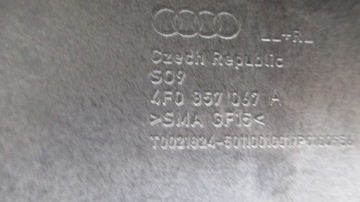 LL+RL
Czech Republic
S09
4F0 857 067 A
>SMA GF15<